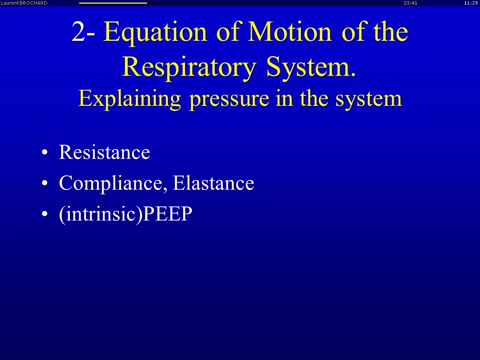 Laurent BROCHARD 23:41 11:29
2- Equation of Motion of the
Respiratory System.
Explaining pressure in the system
• Resistance
• Compliance, Elastance
• (intrinsic)PEEP